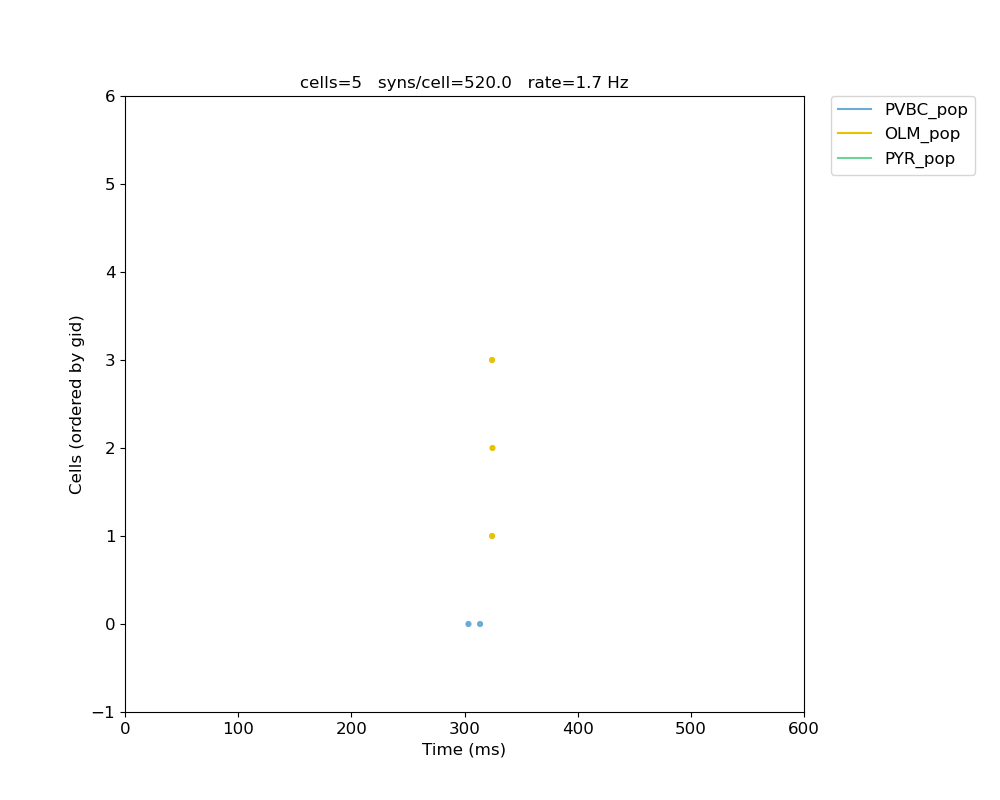 cells=5   syns/cell=520.0   rate=1.7 Hz
PVBC_pop
OLM_pop
PYR_pop
6
5
4
3
2
1
0
−1
Cells (ordered by gid)
0 100 200 300 400 500 600
Time (ms)